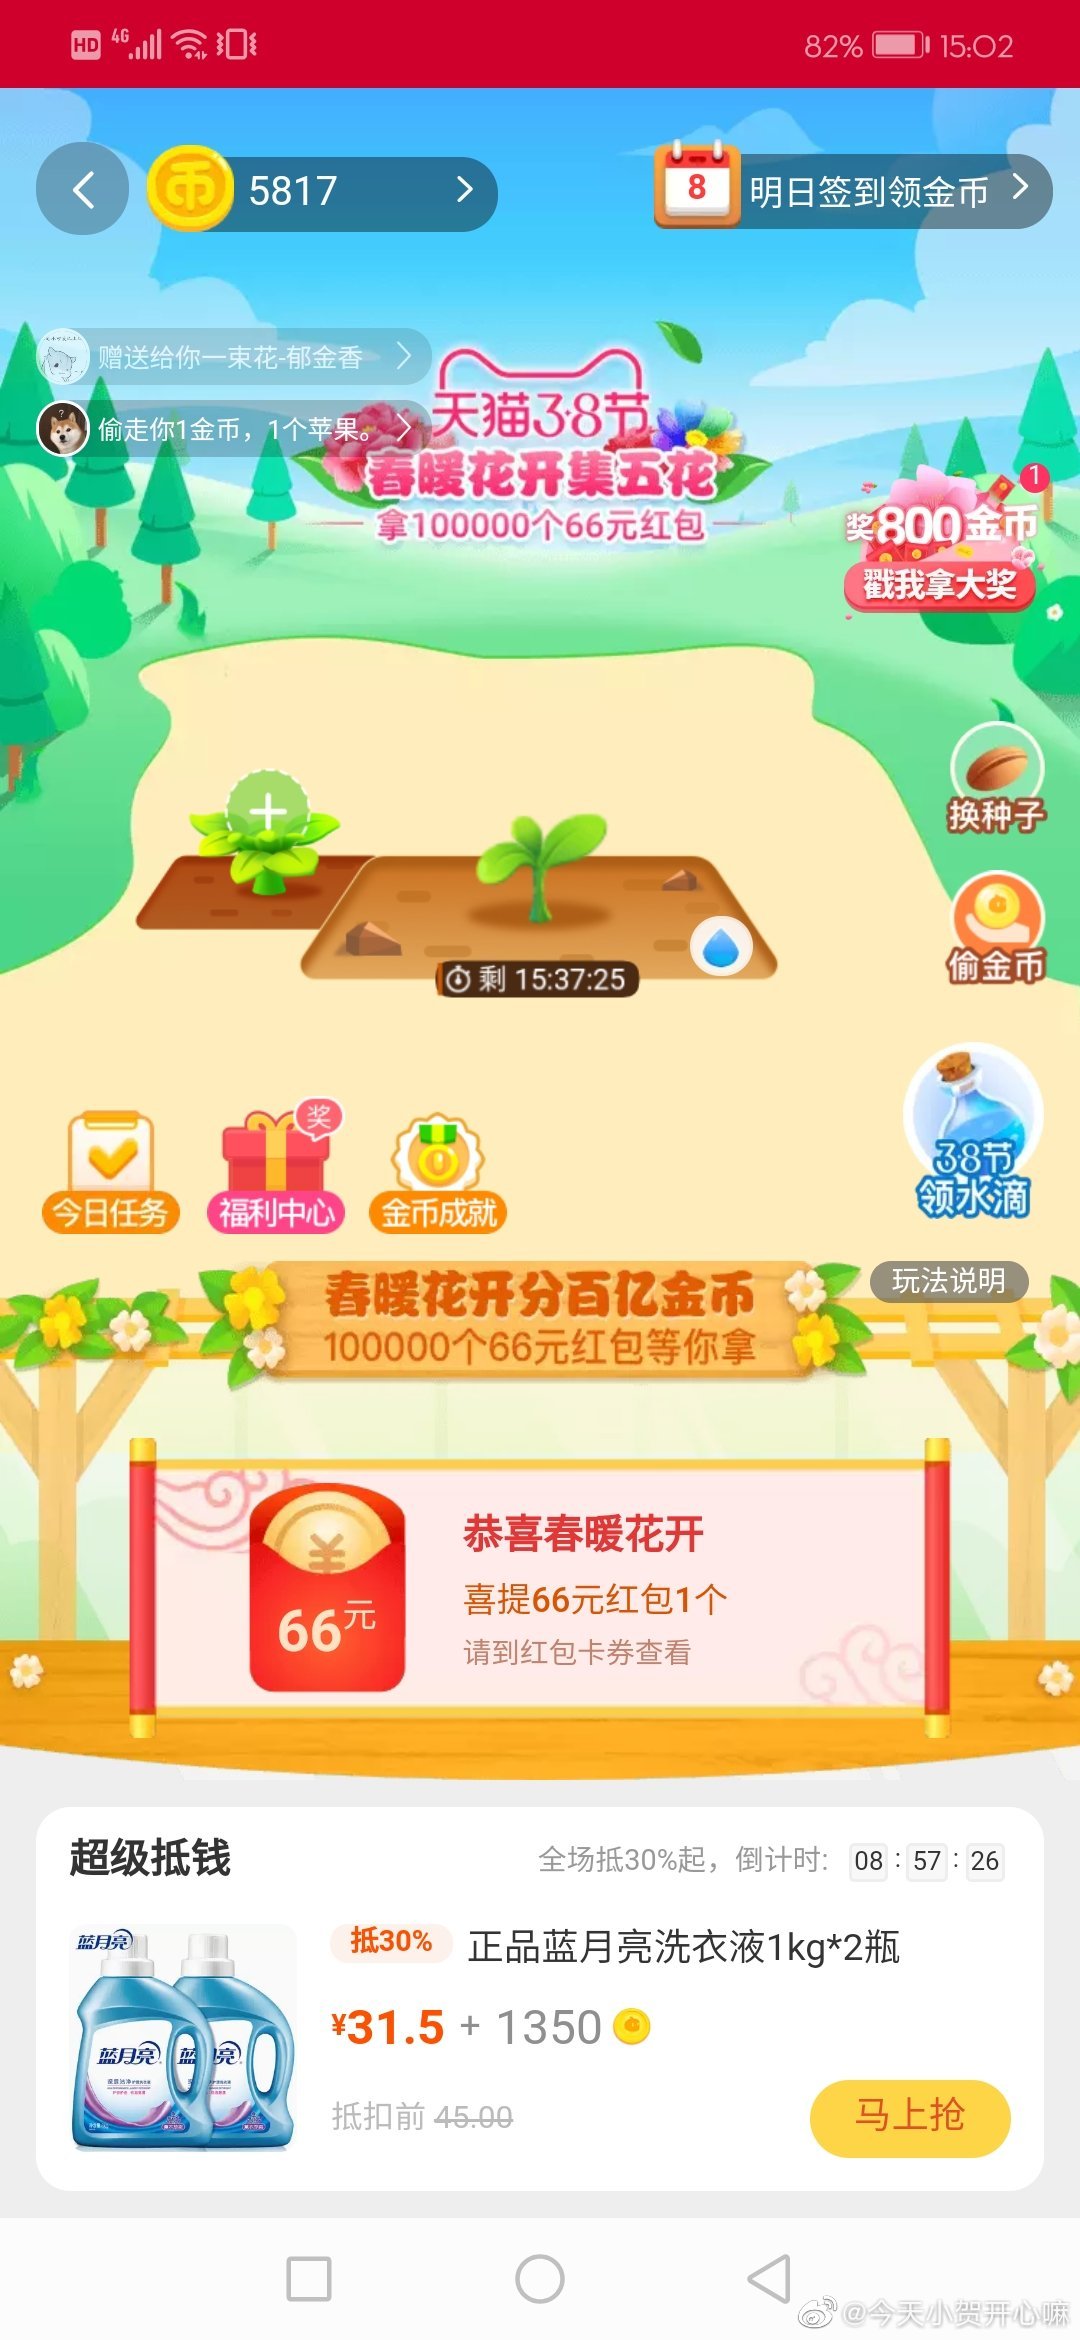 HD 4G 82% 15:02
币 5817
8 明日签到领金币
赠送给你一束花-郁金香
偷走你1金币，1个苹果。
天猫3·8节
春暖花开集五花
拿100000个66元红包
1
奖800金币
戳我拿大奖
换种子
偷金币
剩 15:37:25
38节
领水滴
奖
今日任务 福利中心 金币成就
玩法说明
春暖花开分百亿金币
100000个66元红包等你拿
恭喜春暖花开
¥
66元
喜提66元红包1个
请到红包卡券查看
超级抵钱 全场抵30%起，倒计时: 08 : 57 : 26
蓝月亮
蓝月亮
抵30% 正品蓝月亮洗衣液1kg*2瓶
¥31.5 + 1350
抵扣前 45.00
马上抢
@今天小贺开心嘛